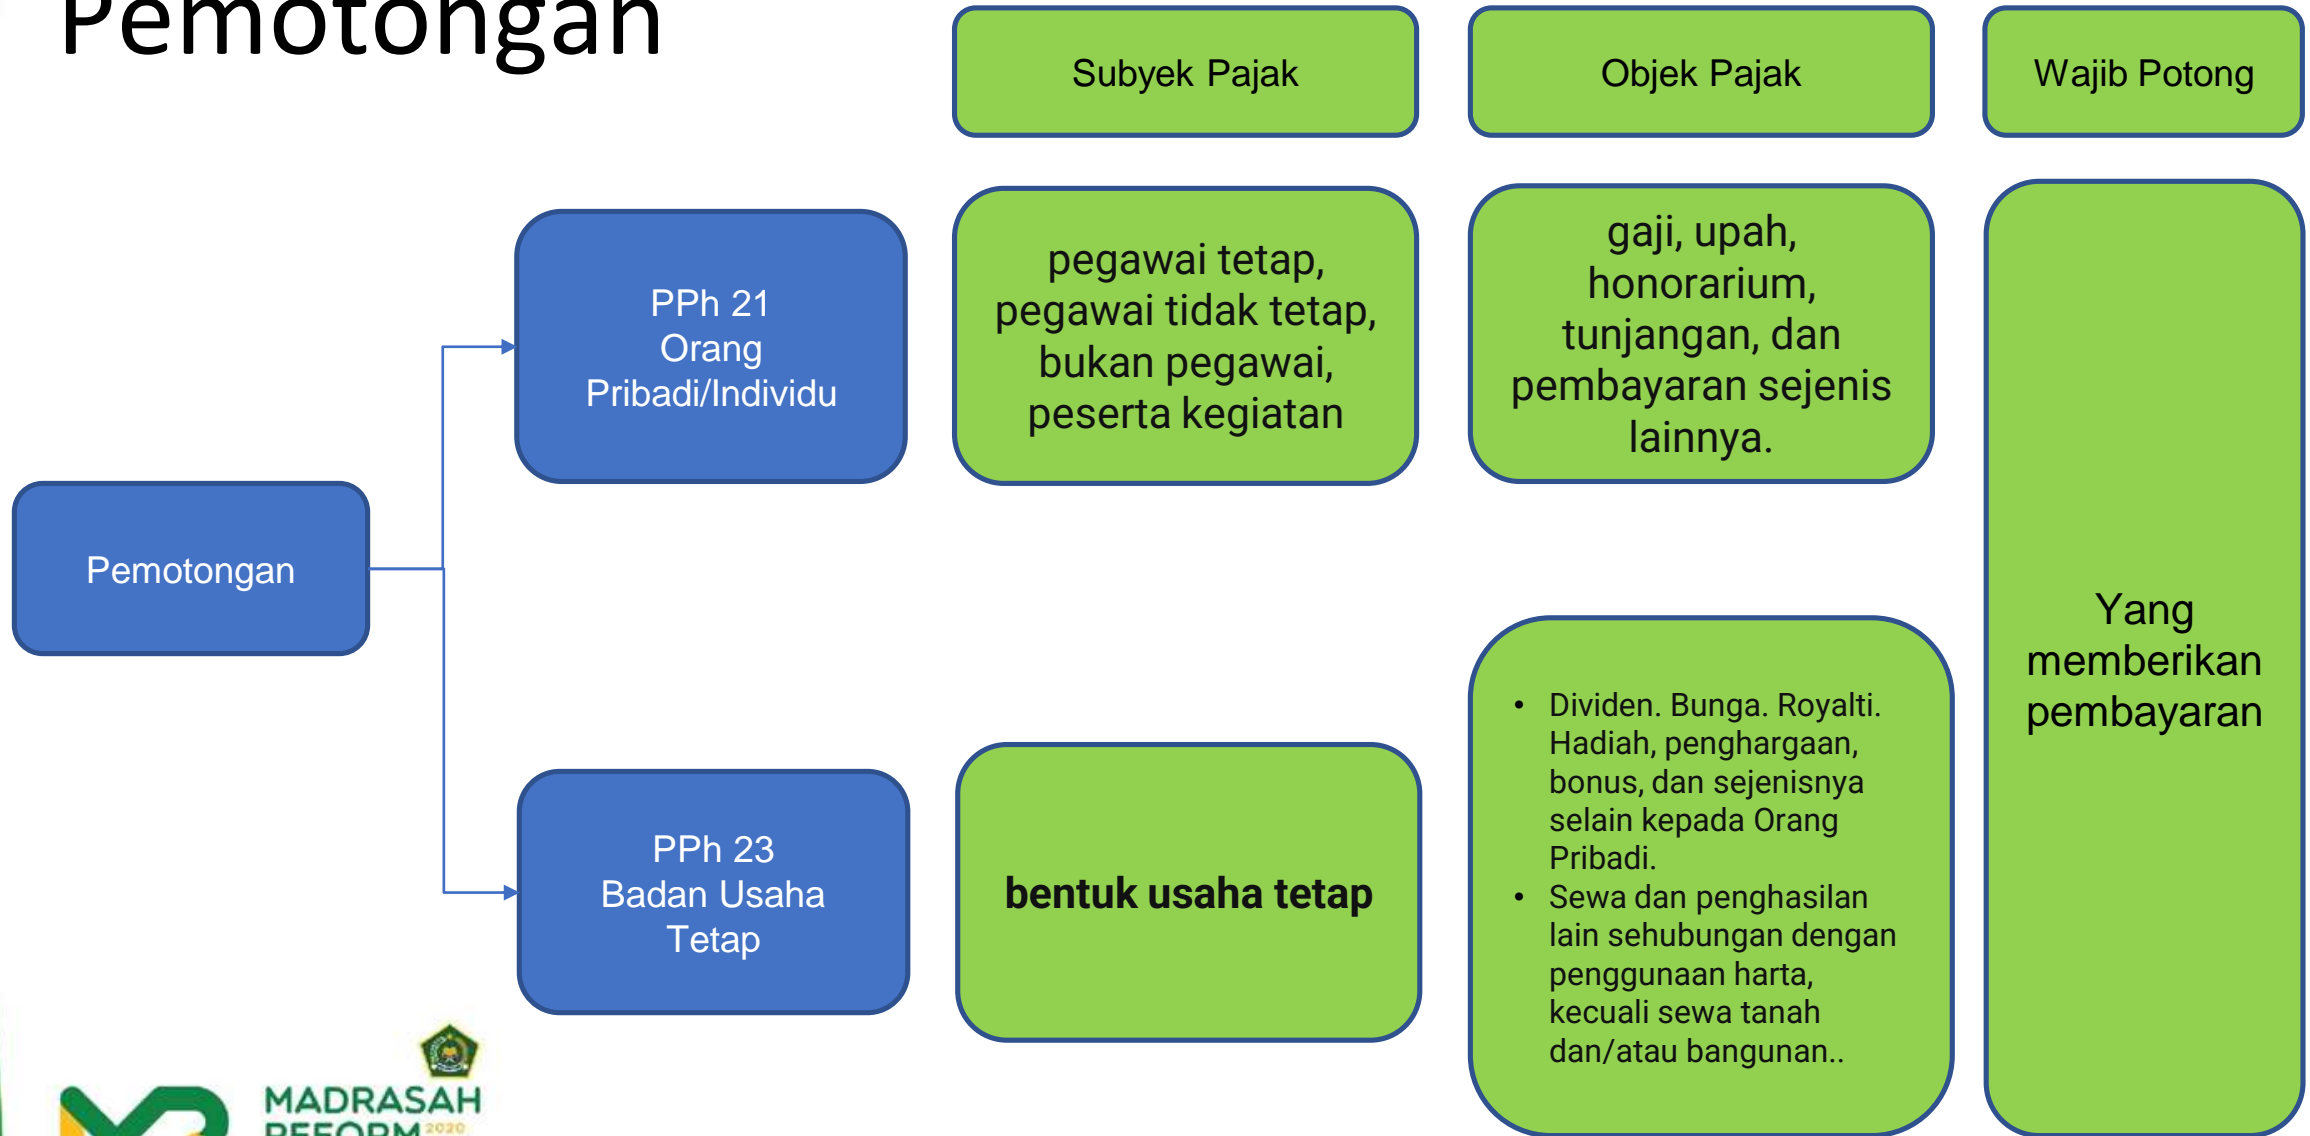 Pemotongan
Subyek Pajak
Objek Pajak
Wajib Potong
PPh 21
Orang
Pribadi/Individu
pegawai tetap,
pegawai tidak tetap,
bukan pegawai,
peserta kegiatan
gaji, upah,
honorarium,
tunjangan, dan
pembayaran sejenis
lainnya.
Pemotongan
Yang
memberikan
pembayaran
PPh 23
Badan Usaha
Tetap
bentuk usaha tetap
• Dividen. Bunga. Royalti.
Hadiah, penghargaan,
bonus, dan sejenisnya
selain kepada Orang
Pribadi.
• Sewa dan penghasilan
lain sehubungan dengan
penggunaan harta,
kecuali sewa tanah
dan/atau bangunan..
MADRASAH
REFORM 2020